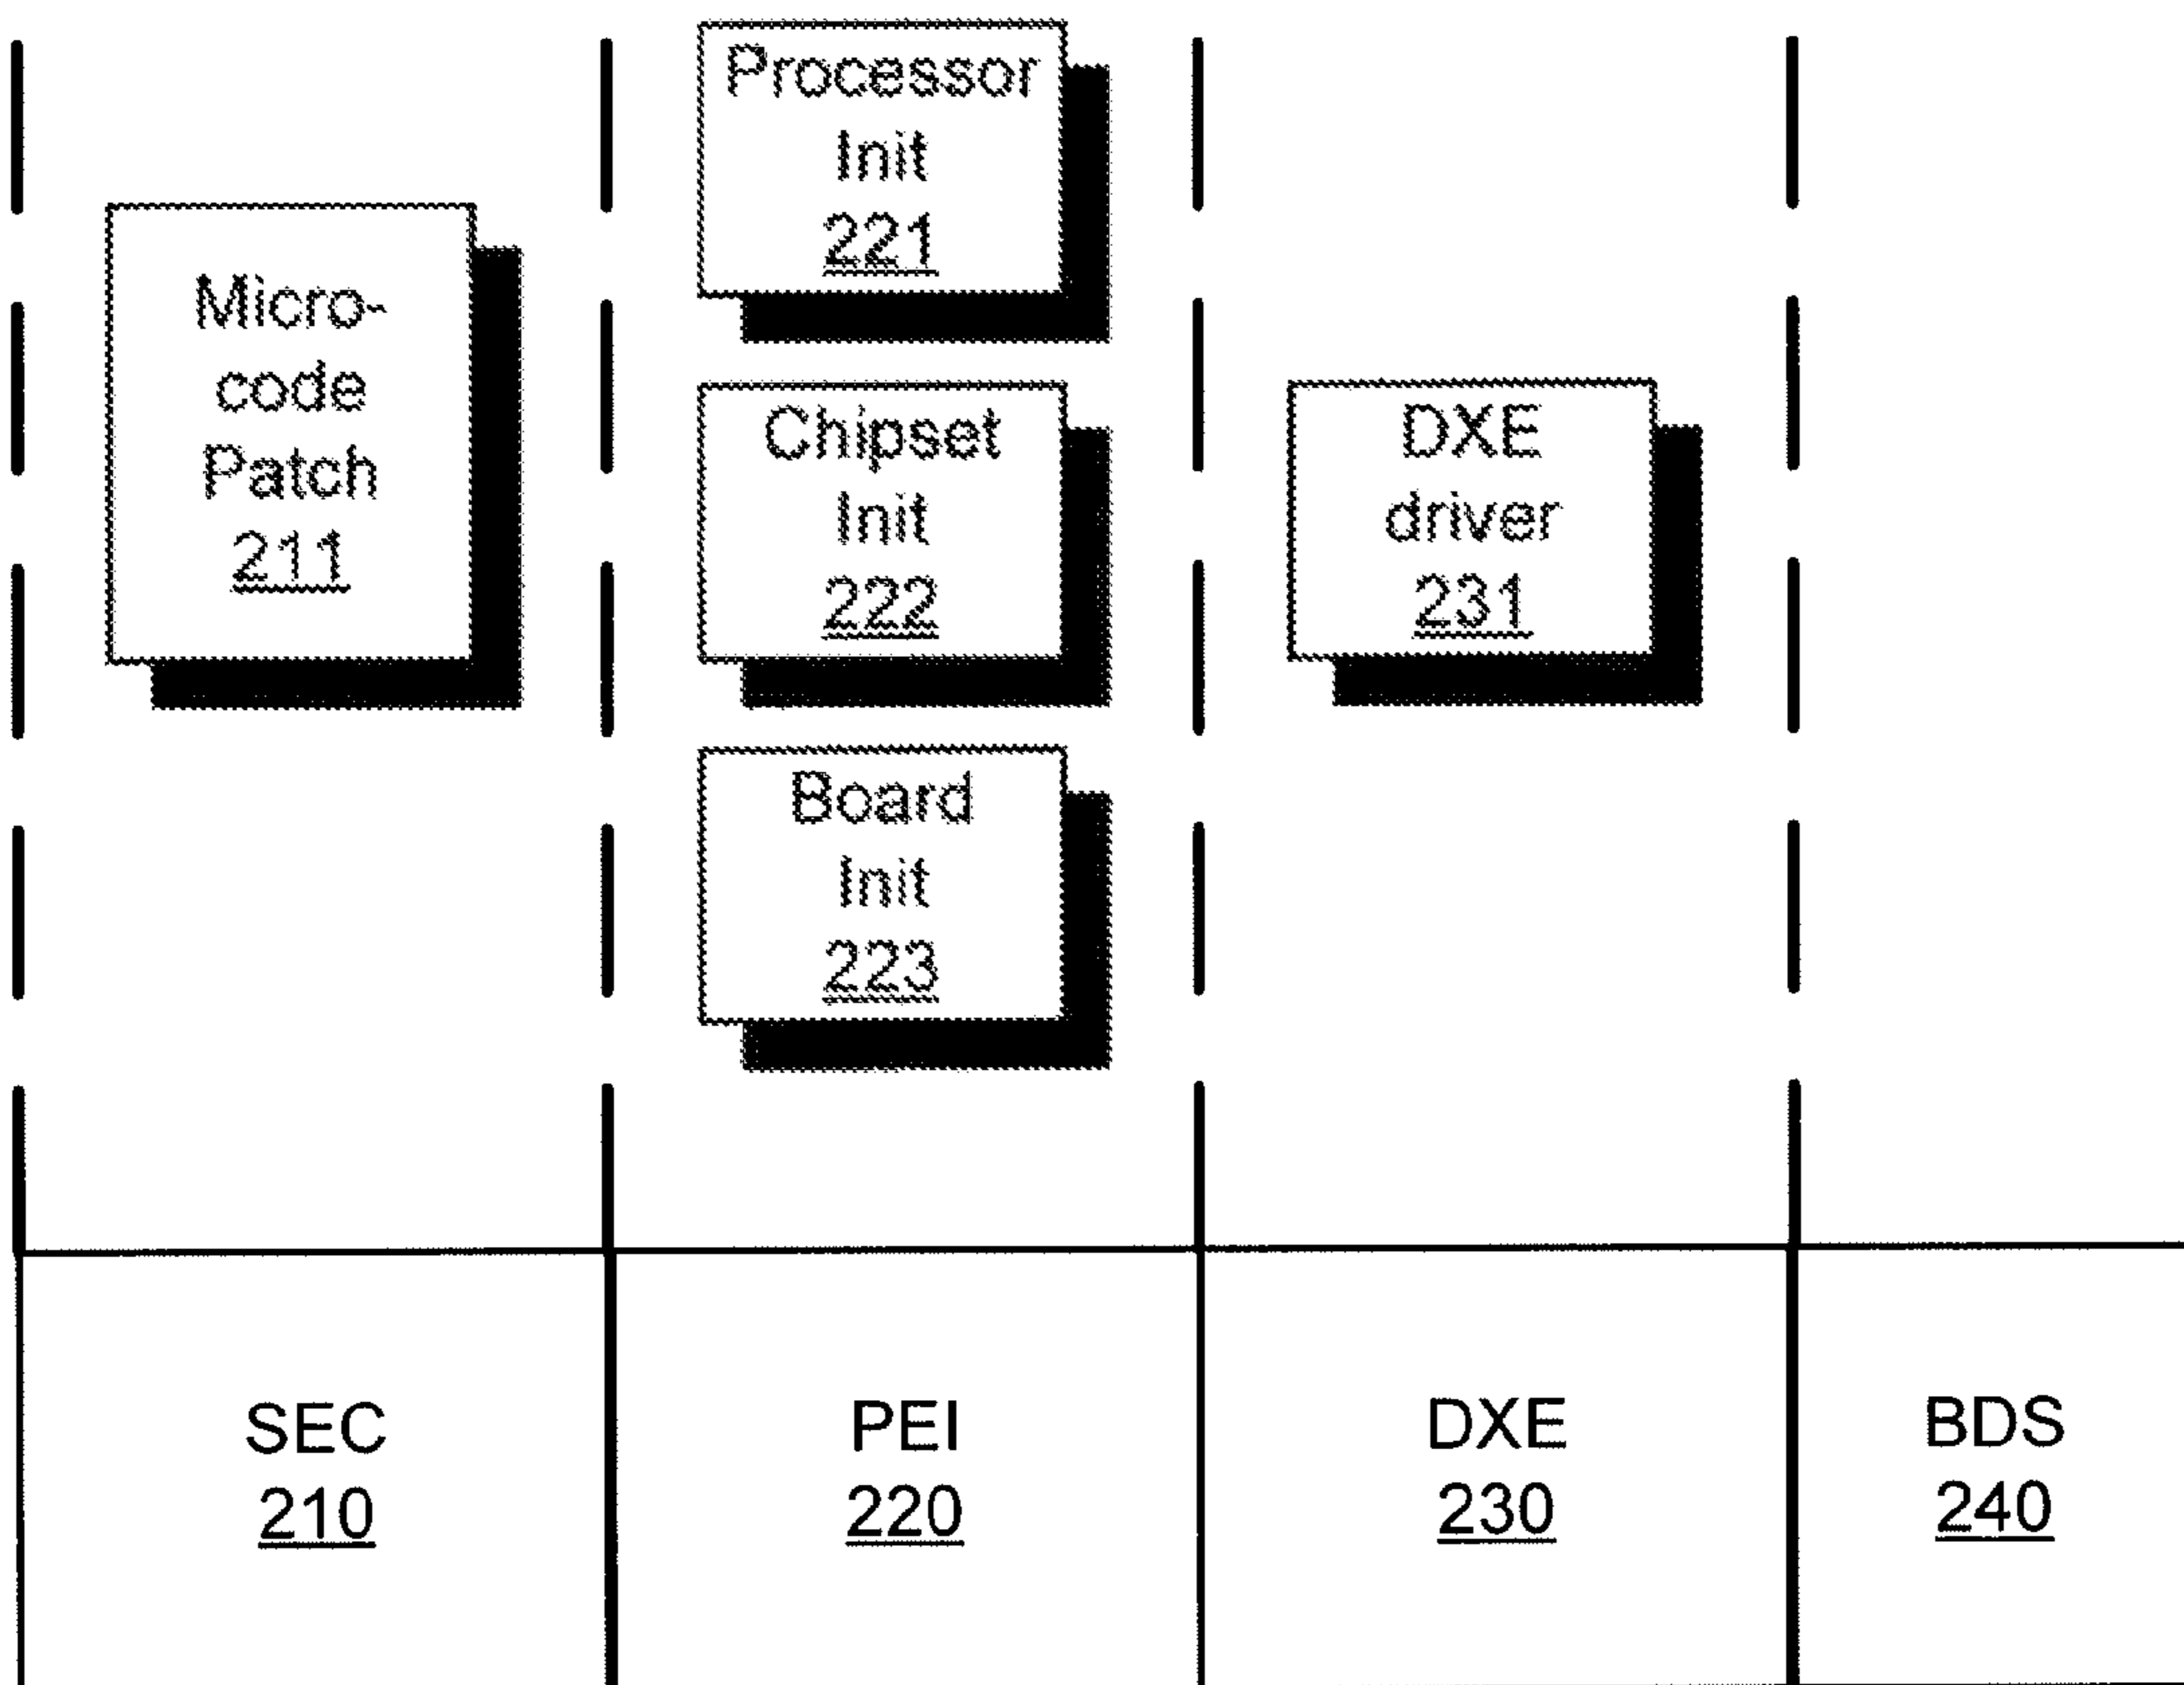 Micro-
code
Patch
211
Processor
Init
221
Chipset
Init
222
Board
Init
223
DXE
driver
231
SEC
210
PEI
220
DXE
230
BDS
240